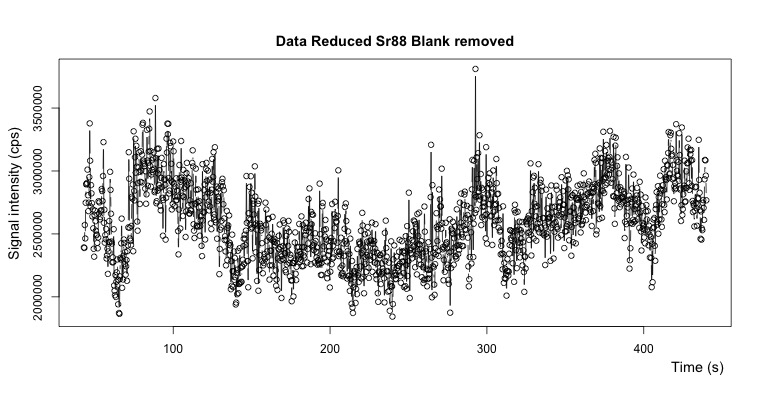 Data Reduced Sr88 Blank removed
Signal intensity (cps)
3500000
3000000
2500000
2000000
100
200
300
400
Time (s)